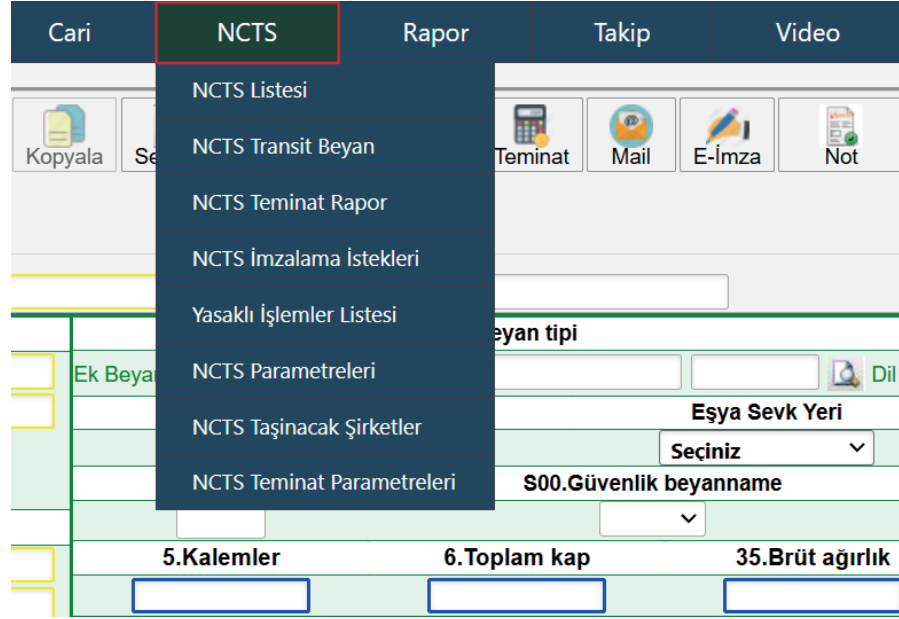 Cari NCTS Rapor Takip Video
NCTS Listesi
NCTS Transit Beyan
NCTS Teminat Rapor
NCTS İmzalama İstekleri
Yasaklı İşlemler Listesi
NCTS Parametreleri
NCTS Taşinacak Şirketler
NCTS Teminat Parametreleri
Kopyala Se Teminat Mail E-İmza Not
eyan tipi
Ek Beya Dil
Eşya Sevk Yeri
Seçiniz
S00.Güvenlik beyanname
5.Kalemler 6.Toplam kap 35.Brüt ağırlık